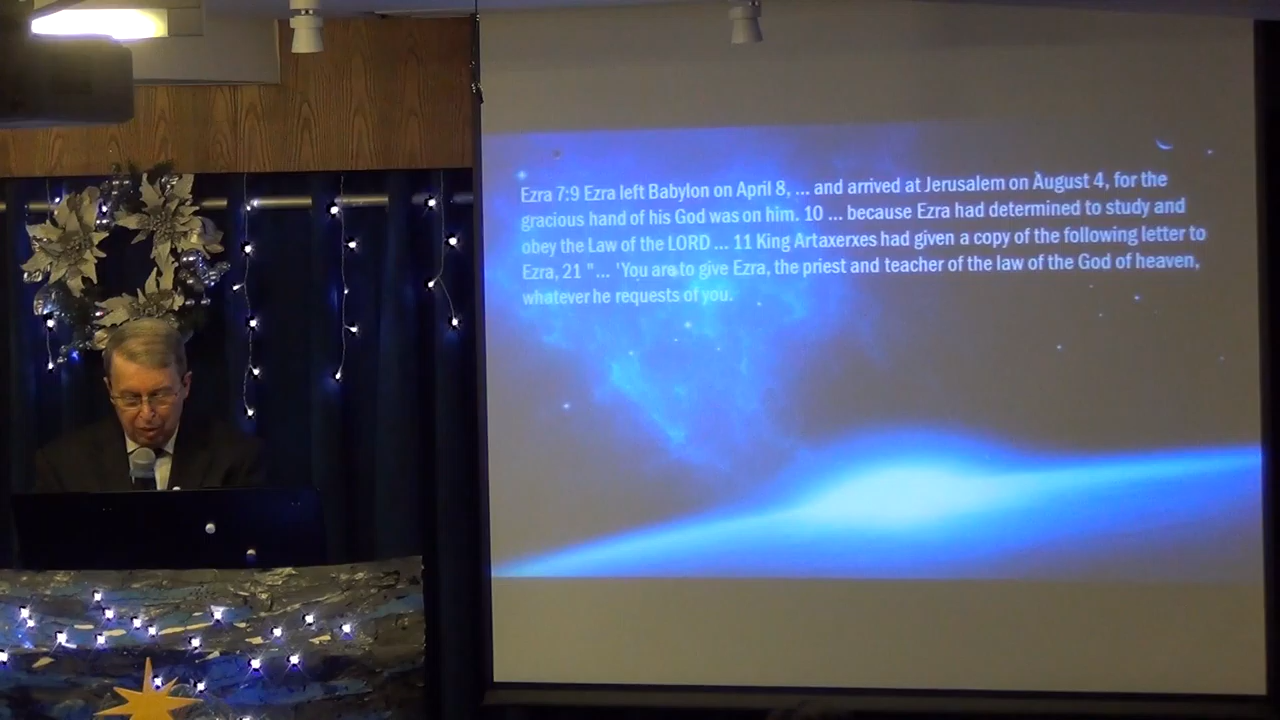 Ezra 7:9 Ezra left Babylon on April 8, ... and arrived at Jerusalem on August 4, for the
gracious hand of his God was on him. 10 ... because Ezra had determined to study and
obey the Law of the LORD ... 11 King Artaxerxes had given a copy of the following letter to
Ezra, 21 "... 'You are to give Ezra, the priest and teacher of the law of the God of heaven,
whatever he requests of you.